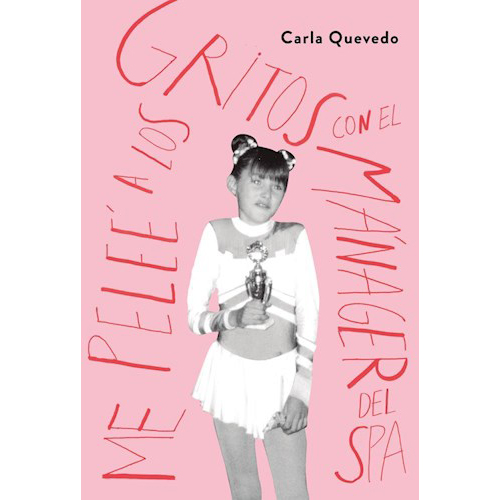 Carla Quevedo
ME PELEÉ A LOS
GRITOS CON EL
MÁNAGER
DEL
SPA